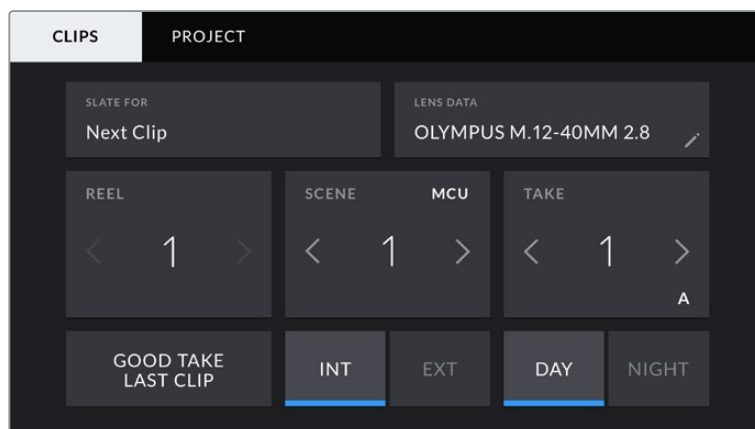 CLIPS PROJECT
SLATE FOR LENS DATA
Next Clip OLYMPUS M.12-40MM 2.8
REEL SCENE MCU TAKE
1 1 1
A
GOOD TAKE
LAST CLIP
INT EXT DAY NIGHT